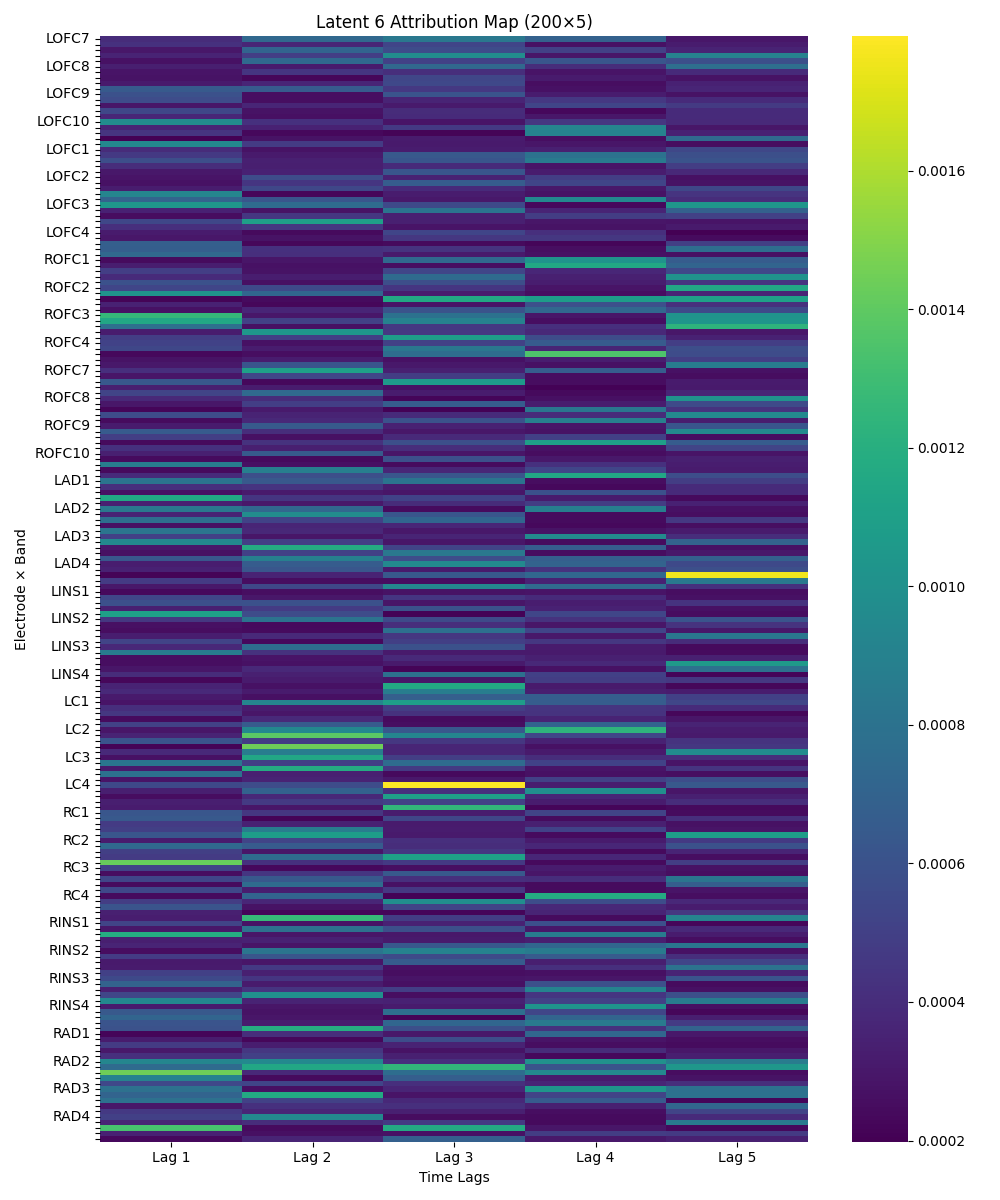 Latent 6 Attribution Map (200×5)
LOFC7
LOFC8
LOFC9
LOFC10
LOFC1
LOFC2
LOFC3
LOFC4
ROFC1
ROFC2
ROFC3
ROFC4
ROFC7
ROFC8
ROFC9
ROFC10
LAD1
LAD2
LAD3
LAD4
LINS1
LINS2
LINS3
LINS4
LC1
LC2
LC3
LC4
RC1
RC2
RC3
RC4
RINS1
RINS2
RINS3
RINS4
RAD1
RAD2
RAD3
RAD4
Electrode × Band
Lag 1
Lag 2
Lag 3
Lag 4
Lag 5
Time Lags
0.0016
0.0014
0.0012
0.0010
0.0008
0.0006
0.0004
0.0002